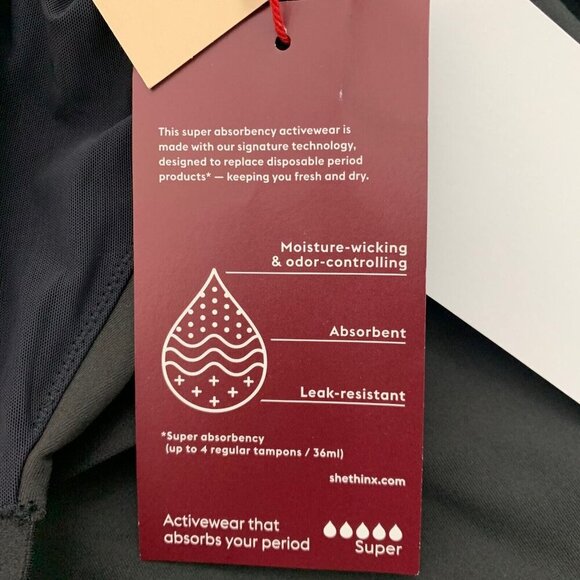 This super absorbency activewear is
made with our signature technology,
designed to replace disposable period
products* — keeping you fresh and dry.
Moisture-wicking
& odor-controlling
Absorbent
Leak-resistant
*Super absorbency
(up to 4 regular tampons / 36ml)
shethinx.com
Activewear that
absorbs your period
Super